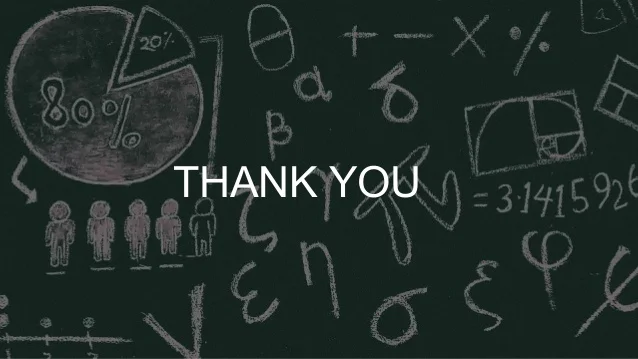 20%
θ + − × %
80%
α δ
β
THANK YOU
γ
=3.141592
ζ
φ
ε η σ ξ